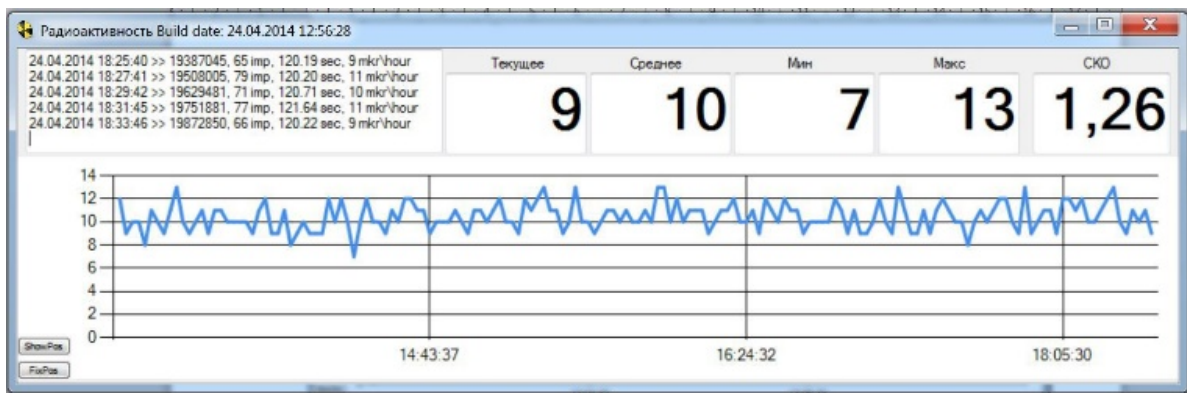 Радиоактивность Build date: 24.04.2014 12:56:28
24.04.2014 18:25:40 >> 19387045, 65 imp, 120.19 sec, 9 mkr\hour
24.04.2014 18:27:41 >> 19508005, 79 imp, 120.20 sec, 11 mkr\hour
24.04.2014 18:29:42 >> 19629481, 71 imp, 120.71 sec, 10 mkr\hour
24.04.2014 18:31:45 >> 19751881, 77 imp, 121.64 sec, 11 mkr\hour
24.04.2014 18:33:46 >> 19872850, 66 imp, 120.22 sec, 9 mkr\hour
Текущее Среднее Мин Макс СКО
9 10 7 13 1,26
14
12
10
8
6
4
2
0
14:43:37 16:24:32 18:05:30
ShowPos
FixPos